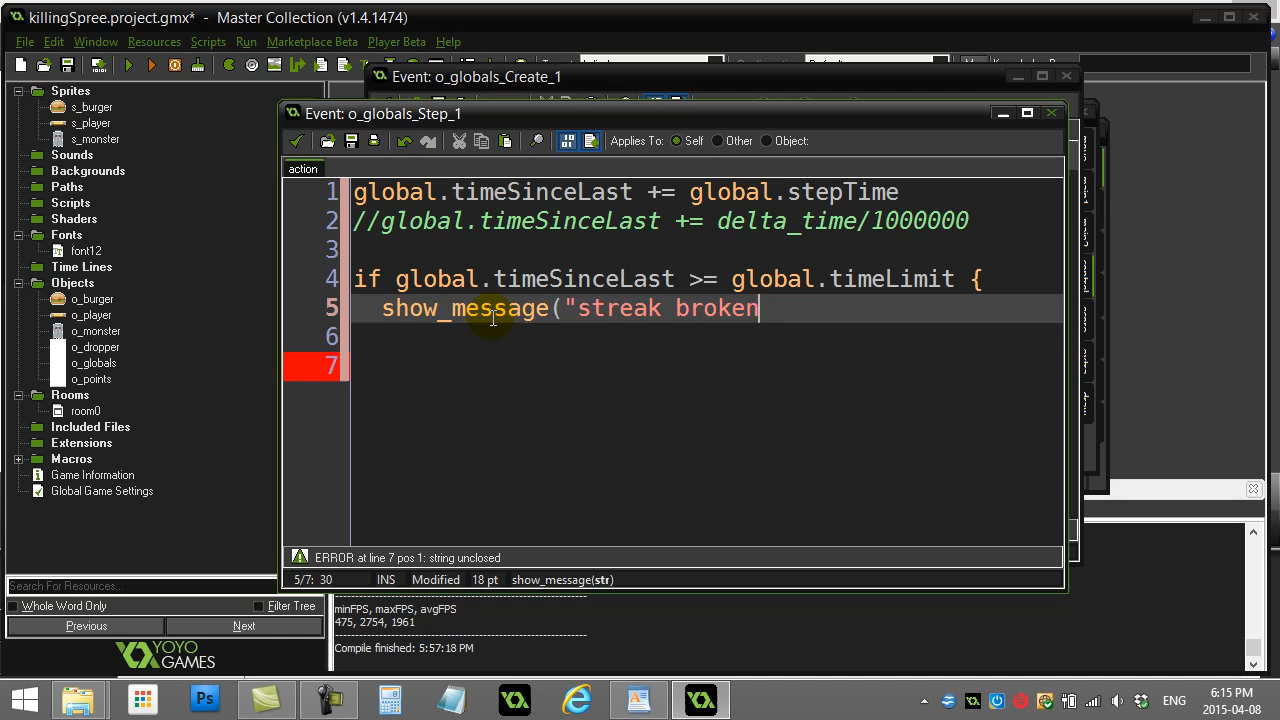 killingSpree.project.gmx* - Master Collection (v1.4.1474)
File Edit Window Resources Scripts Run Marketplace Beta Player Beta Help
Event: o_globals_Create_1
Event: o_globals_Step_1
Applies To: Self Other Object:
action
1 global.timeSinceLast += global.stepTime
2 //global.timeSinceLast += delta_time/1000000
3
4 if global.timeSinceLast >= global.timeLimit {
5 show_message("streak broken
6
7
ERROR at line 7 pos 1: string unclosed
5/7: 30 INS Modified 18 pt show_message(str)
Sprites
s_burger
s_player
s_monster
Sounds
Backgrounds
Paths
Scripts
Shaders
Fonts
font12
Time Lines
Objects
o_burger
o_player
o_monster
o_dropper
o_globals
o_points
Rooms
room0
Included Files
Extensions
Macros
Game Information
Global Game Settings
Search For Resources...
Whole Word Only Filter Tree
Previous Next
YOYO
GAMES
minFPS, maxFPS, avgFPS
475, 2754, 1961
Compile finished: 5:57:18 PM
Ps
ENG
6:15 PM
2015-04-08